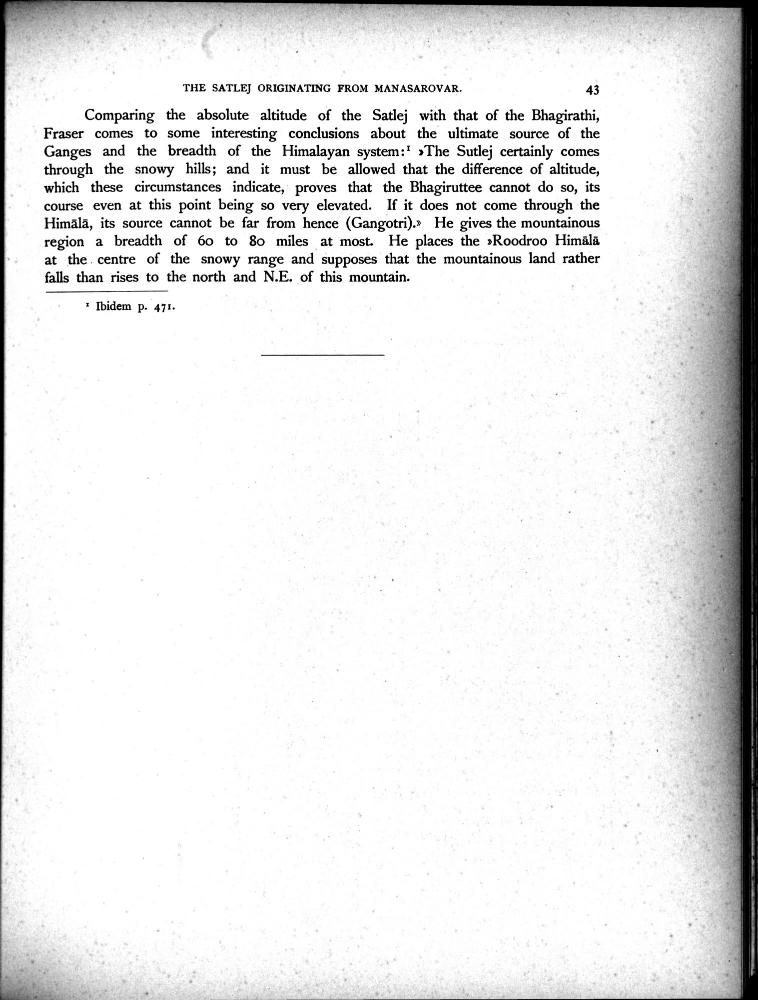 THE SATLEJ ORIGINATING FROM MANASAROVAR. 43
Comparing the absolute altitude of the Satlej with that of the Bhagirathi,
Fraser comes to some interesting conclusions about the ultimate source of the
Ganges and the breadth of the Himalayan system:¹ »The Sutlej certainly comes
through the snowy hills; and it must be allowed that the difference of altitude,
which these circumstances indicate, proves that the Bhagiruttee cannot do so, its
course even at this point being so very elevated. If it does not come through the
Himālā, its source cannot be far from hence (Gangotri).» He gives the mountainous
region a breadth of 60 to 80 miles at most. He places the »Roodroo Himālā
at the centre of the snowy range and supposes that the mountainous land rather
falls than rises to the north and N.E. of this mountain.
¹ Ibidem p. 471.